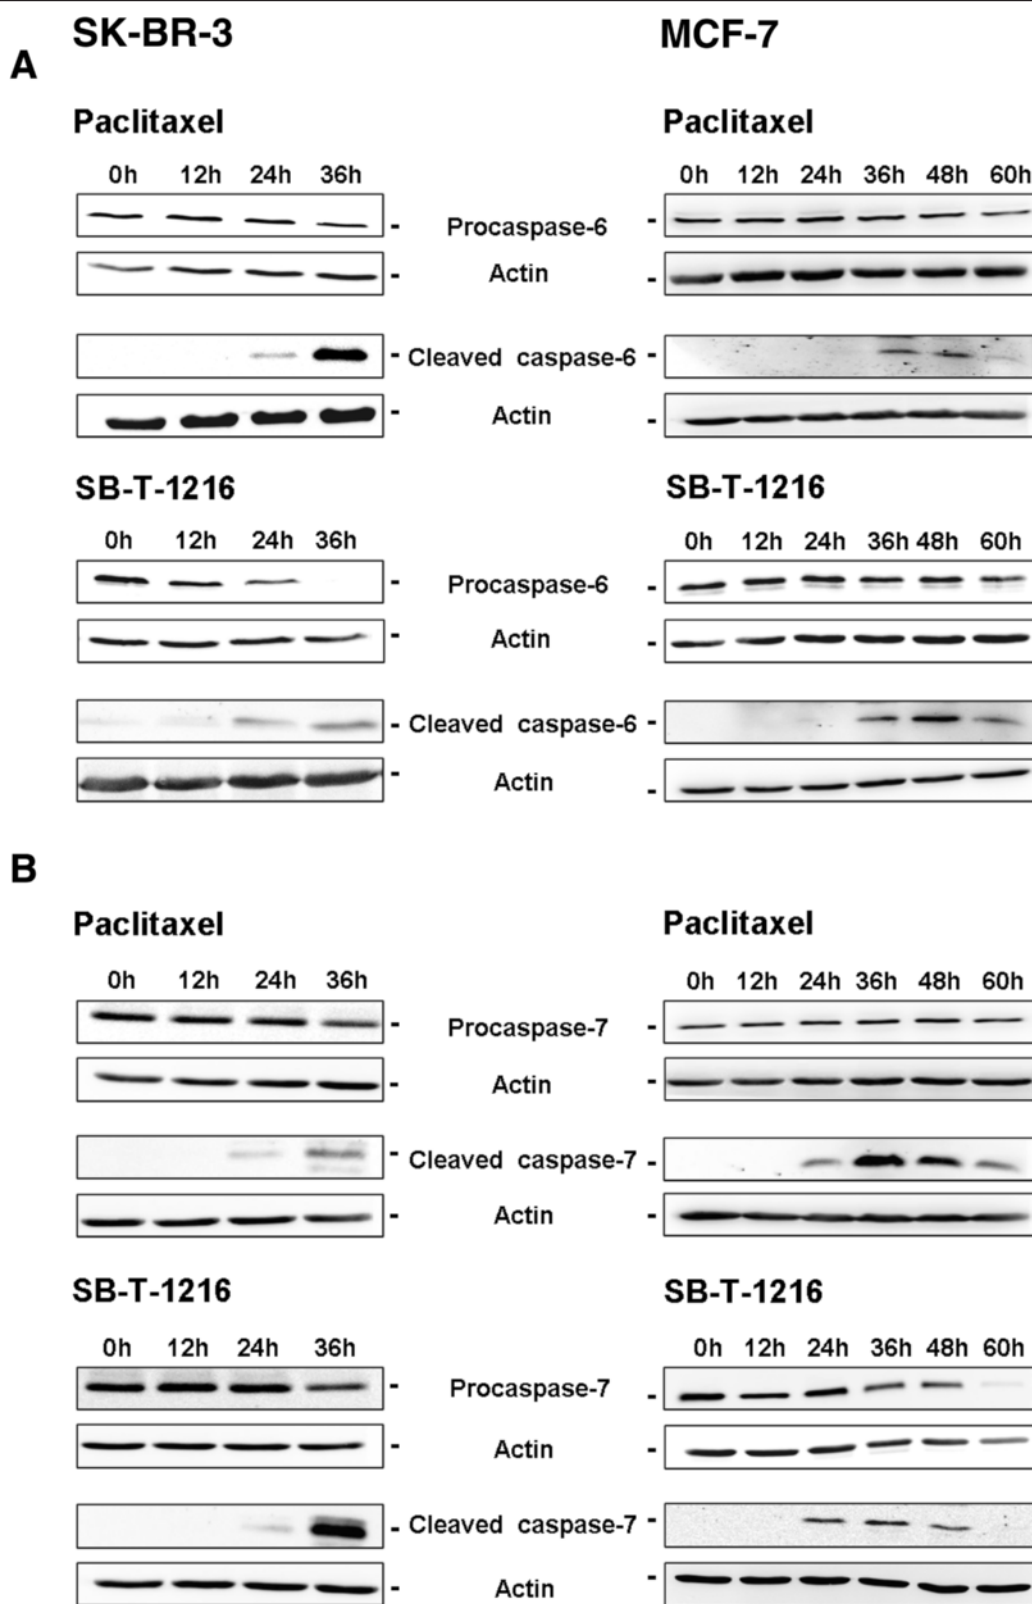 SK-BR-3 MCF-7
A
Paclitaxel Paclitaxel
0h 12h 24h 36h 0h 12h 24h 36h 48h 60h
- Procaspase-6 -
- Actin -
- Cleaved caspase-6 -
- Actin -
SB-T-1216 SB-T-1216
0h 12h 24h 36h 0h 12h 24h 36h 48h 60h
- Procaspase-6 -
- Actin -
- Cleaved caspase-6 -
- Actin -
B
Paclitaxel Paclitaxel
0h 12h 24h 36h 0h 12h 24h 36h 48h 60h
- Procaspase-7 -
- Actin -
- Cleaved caspase-7 -
- Actin -
SB-T-1216 SB-T-1216
0h 12h 24h 36h 0h 12h 24h 36h 48h 60h
- Procaspase-7 -
- Actin -
- Cleaved caspase-7 -
- Actin -